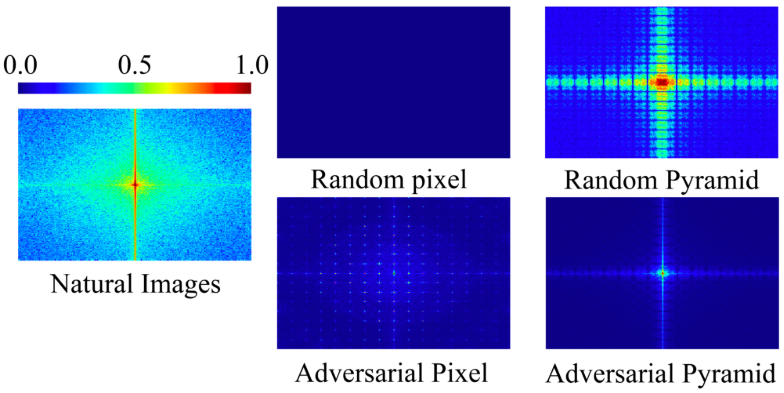 0.0 0.5 1.0
Natural Images
Random pixel
Random Pyramid
Adversarial Pixel
Adversarial Pyramid